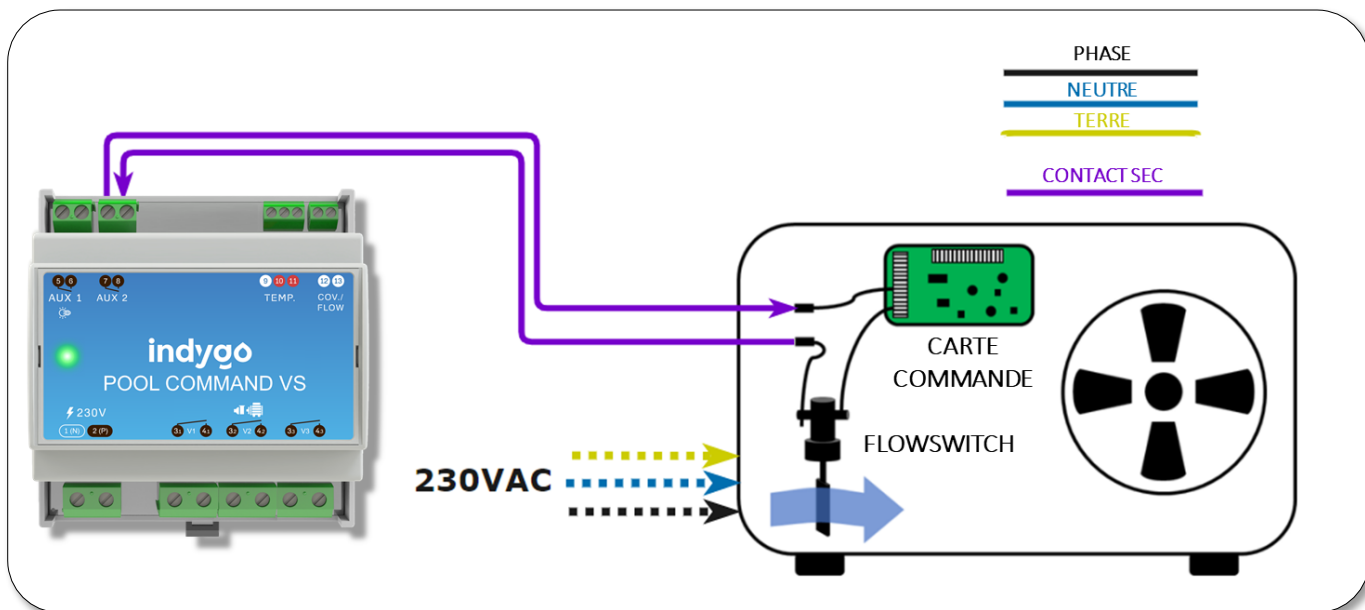 PHASE
NEUTRE
TERRE
CONTACT SEC
5 6 7 8 9 10 11 12 13
AUX 1 AUX 2 TEMP. COV./
FLOW
indygo
POOL COMMAND VS
230V
1 (N) 2 (P) 3₁ V1 4₁ 3₂ V2 4₂ 3₃ V3 4₃
CARTE
COMMANDE
FLOWSWITCH
230VAC